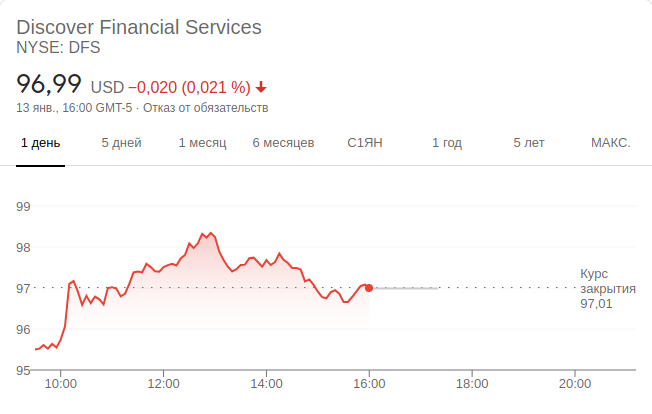 Discover Financial Services
NYSE: DFS
96,99 USD −0,020 (0,021 %)
13 янв., 16:00 GMT-5 · Отказ от обязательств
1 день 5 дней 1 месяц 6 месяцев С1ЯН 1 год 5 лет МАКС.
99
98
97
96
95
Курс
закрытия
97,01
10:00 12:00 14:00 16:00 18:00 20:00